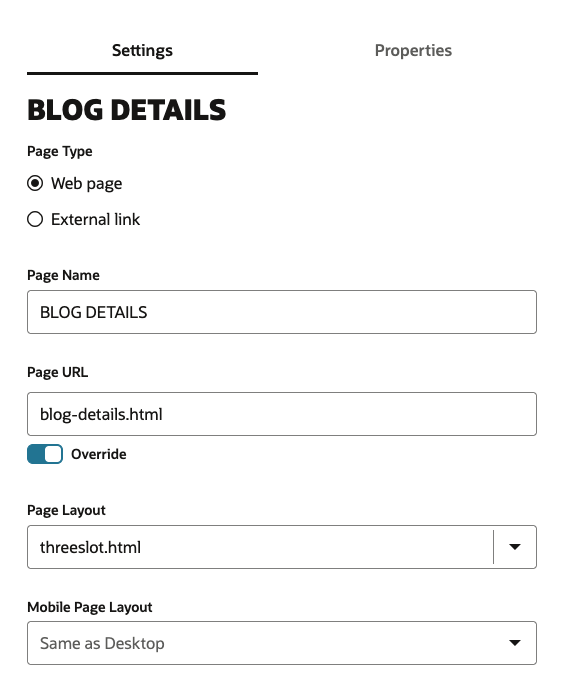 Settings Properties
BLOG DETAILS
Page Type
Web page
External link
Page Name
BLOG DETAILS
Page URL
blog-details.html
Override
Page Layout
threeslot.html
Mobile Page Layout
Same as Desktop